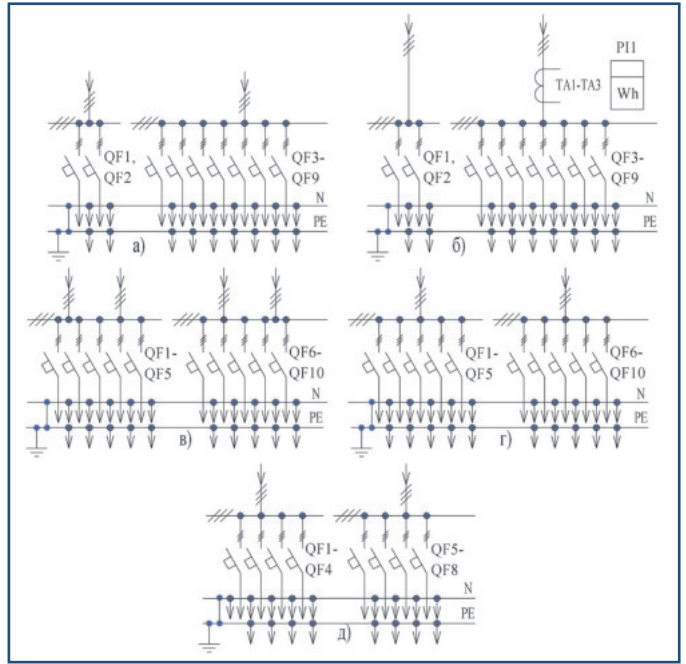 PI1
TA1-TA3
Wh
QF1,
QF2
QF3-
QF9
N
PE
а)
QF1,
QF2
QF3-
QF9
N
PE
б)
QF1-
QF5
QF6-
QF10
N
PE
в)
QF1-
QF5
QF6-
QF10
N
PE
г)
QF1-
QF4
QF5-
QF8
N
PE
д)